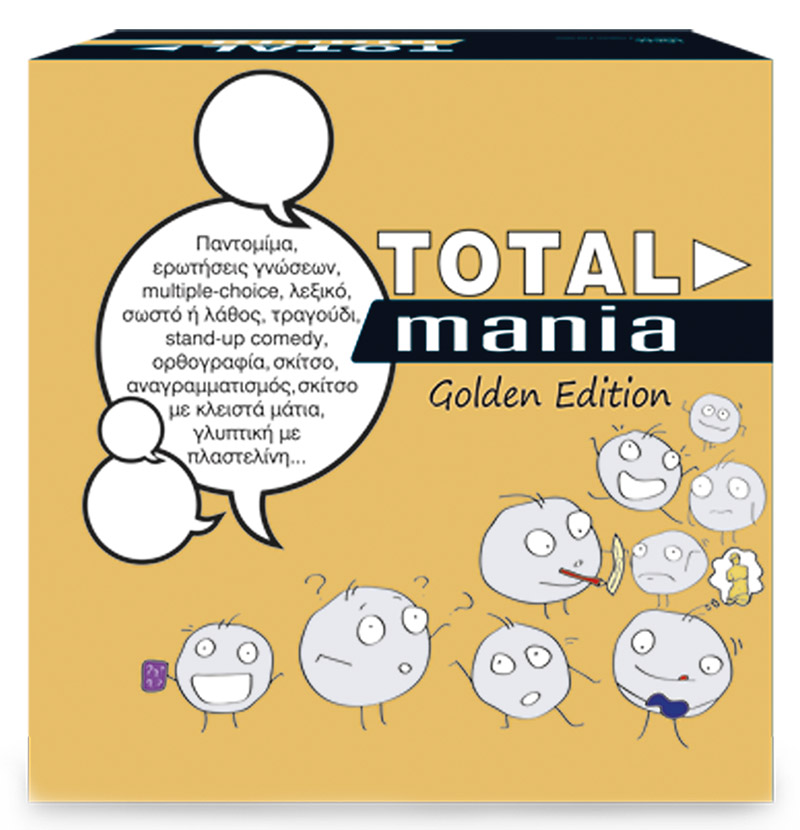 TOTAL
Παντομίμα,
ερωτήσεις γνώσεων,
multiple-choice, λεξικό,
σωστό ή λάθος, τραγούδι,
stand-up comedy,
ορθογραφία, σκίτσο,
αναγραμματισμός, σκίτσο
με κλειστά μάτια,
γλυπτική με
πλαστελίνη...
TOTAL
mania
Golden Edition
? ? ?